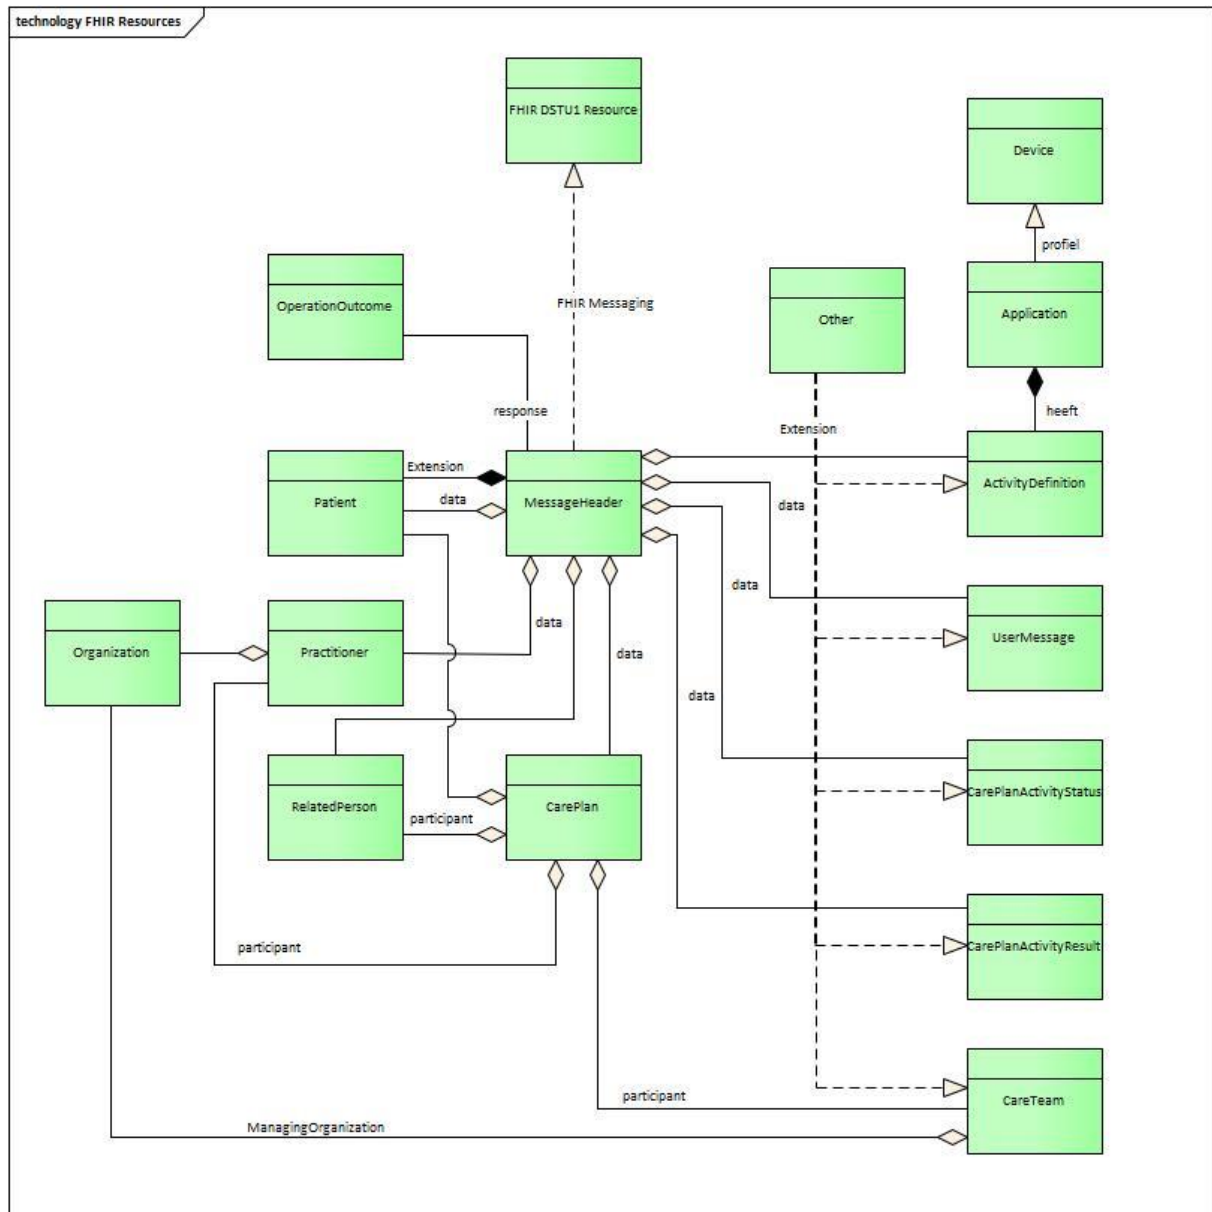 technology FHIR Resources
FHIR DSTU1 Resource
Device
profiel
OperationOutcome
FHIR Messaging
Other
Application
response
heeft
Extension
Extension
Patient
data
MessageHeader
data
ActivityDefinition
data
Organization
Practitioner
data
data
UserMessage
data
RelatedPerson
participant
CarePlan
CarePlanActivityStatus
participant
CarePlanActivityResult
participant
CareTeam
ManagingOrganization